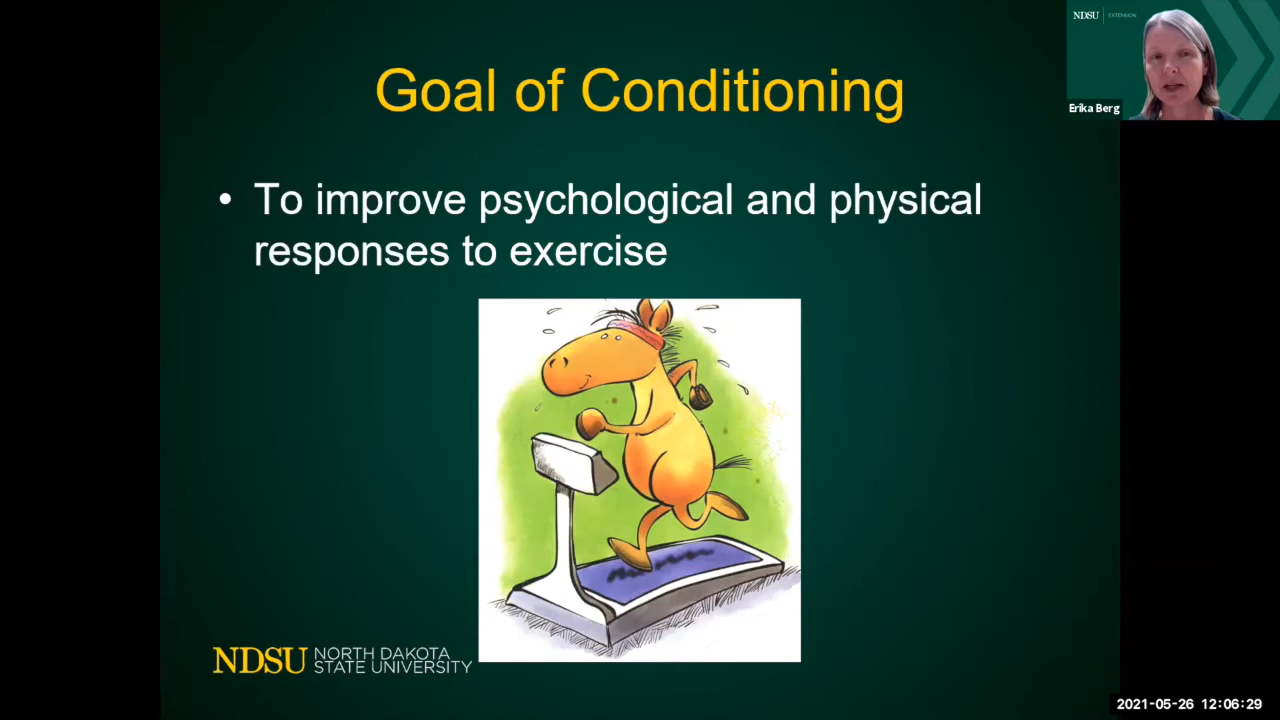 Goal of Conditioning
• To improve psychological and physical
responses to exercise
NDSU NORTH DAKOTA
STATE UNIVERSITY
NDSU EXTENSION
Erika Berg
2021-05-26 12:06:29